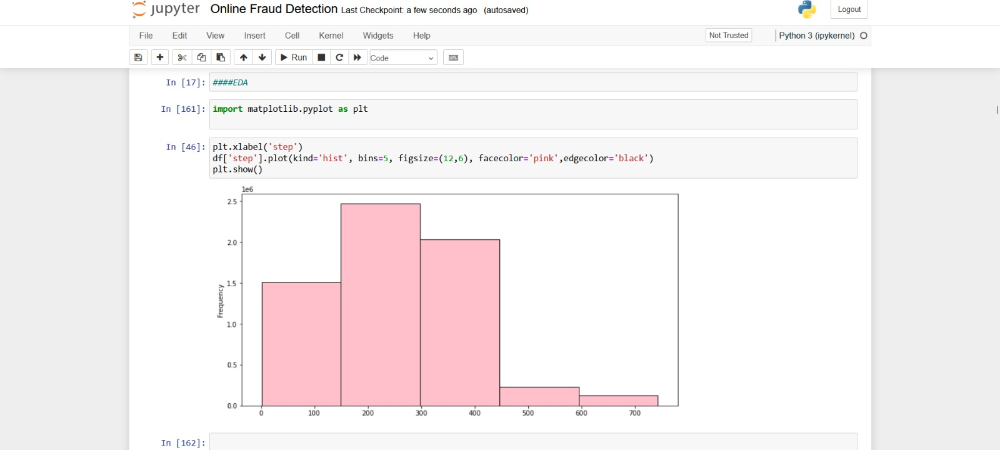 jupyter Online Fraud Detection Last Checkpoint: a few seconds ago (autosaved)
Logout
File Edit View Insert Cell Kernel Widgets Help
Not Trusted
Python 3 (ipykernel)
Run
Code
In [17]: ####EDA
In [161]: import matplotlib.pyplot as plt
In [46]: plt.xlabel('step')
df['step'].plot(kind='hist', bins=5, figsize=(12,6), facecolor='pink',edgecolor='black')
plt.show()
1e6
2.5
2.0
1.5
1.0
0.5
0.0
Frequency
0 100 200 300 400 500 600 700
In [162]: